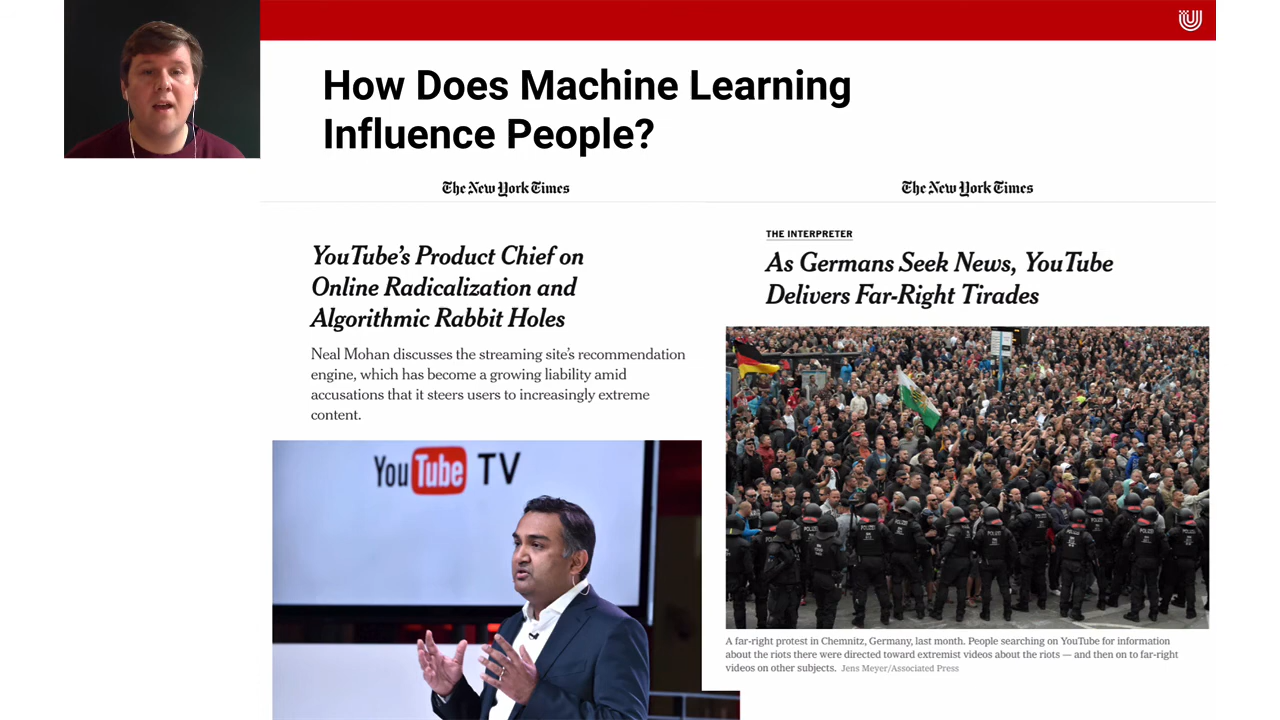 How Does Machine Learning
Influence People?
The New York Times
YouTube's Product Chief on
Online Radicalization and
Algorithmic Rabbit Holes
Neal Mohan discusses the streaming site's recommendation
engine, which has become a growing liability amid
accusations that it steers users to increasingly extreme
content.
YouTube TV
The New York Times
THE INTERPRETER
As Germans Seek News, YouTube
Delivers Far-Right Tirades
POLIZEI
POLIZEI
POLIZEI
POLIZEI
A far-right protest in Chemnitz, Germany, last month. People searching on YouTube for information
about the riots there were directed toward extremist videos about the riots — and then on to far-right
videos on other subjects. Jens Meyer/Associated Press